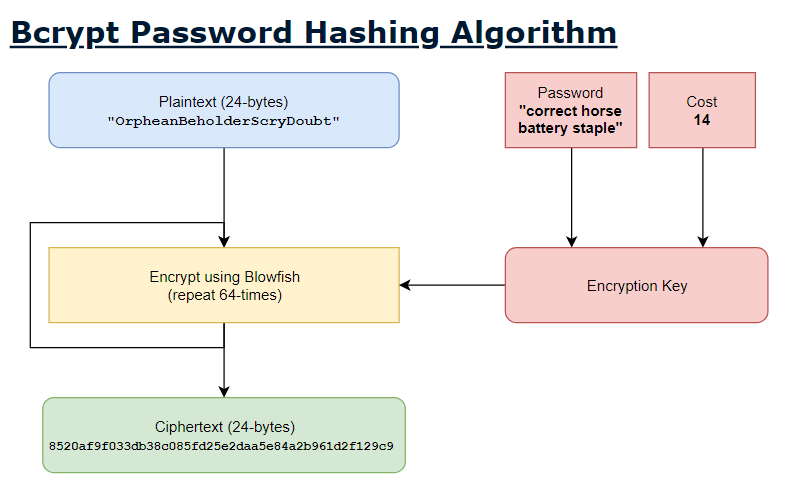 Bcrypt Password Hashing Algorithm
Plaintext (24-bytes)
"OrpheanBeholderScryDoubt"
Password
"correct horse
battery staple"
Cost
14
Encrypt using Blowfish
(repeat 64-times)
Encryption Key
Ciphertext (24-bytes)
8520af9f033db38c085fd25e2daa5e84a2b961d2f129c9